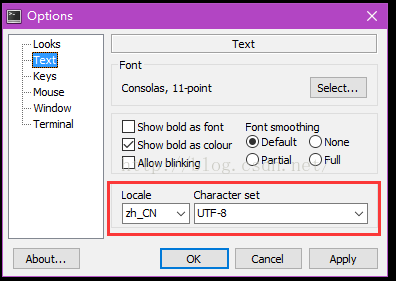 Options
Looks
Text
Keys
Mouse
Window
Terminal
Text
Font
Consolas, 11-point
Select...
Show bold as font
Show bold as colour
Allow blinking
Font smoothing
Default
None
Partial
Full
http://blog.csdn.net/
Locale
Character set
zh_CN
UTF-8
About...
OK
Cancel
Apply